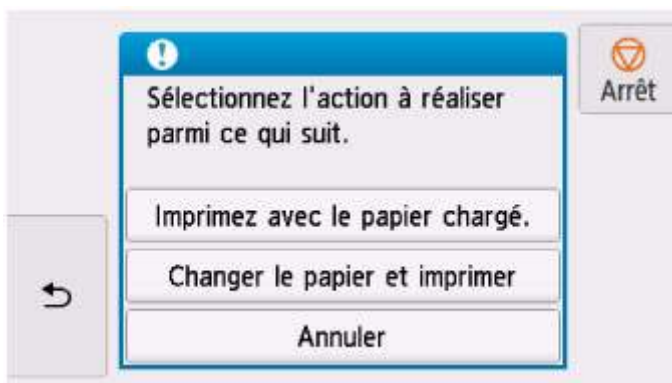 Sélectionnez l'action à réaliser
parmi ce qui suit.
Arrêt
Imprimez avec le papier chargé.
Changer le papier et imprimer
Annuler